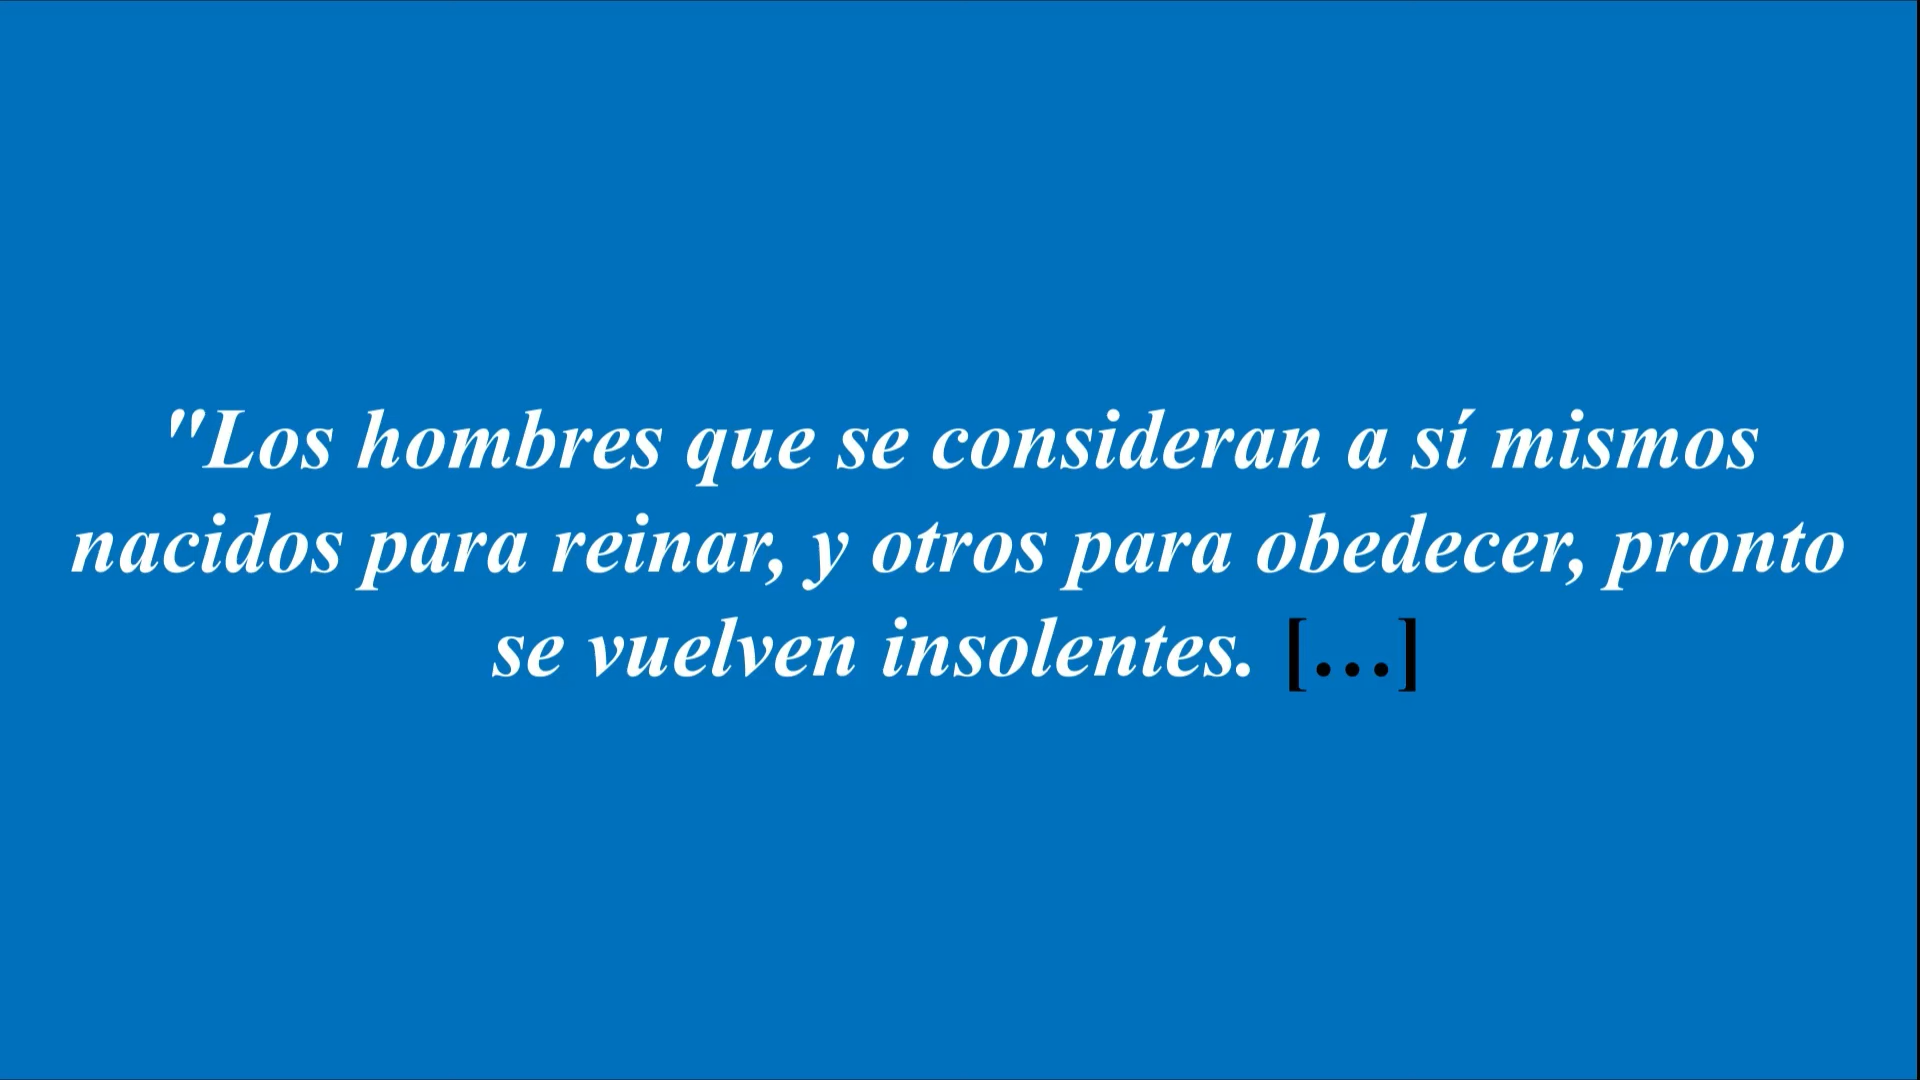 "Los hombres que se consideran a sí mismos
nacidos para reinar, y otros para obedecer, pronto
se vuelven insolentes. [...]